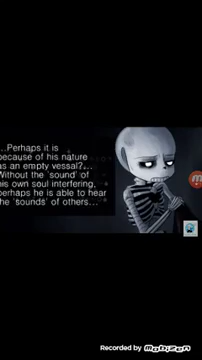 ...Perhaps it is
because of his nature
as an empty vessal?...
Without the 'sound' of
his own soul interfering,
perhaps he is able to hear
the 'sounds' of others...
Recorded by Mobizen